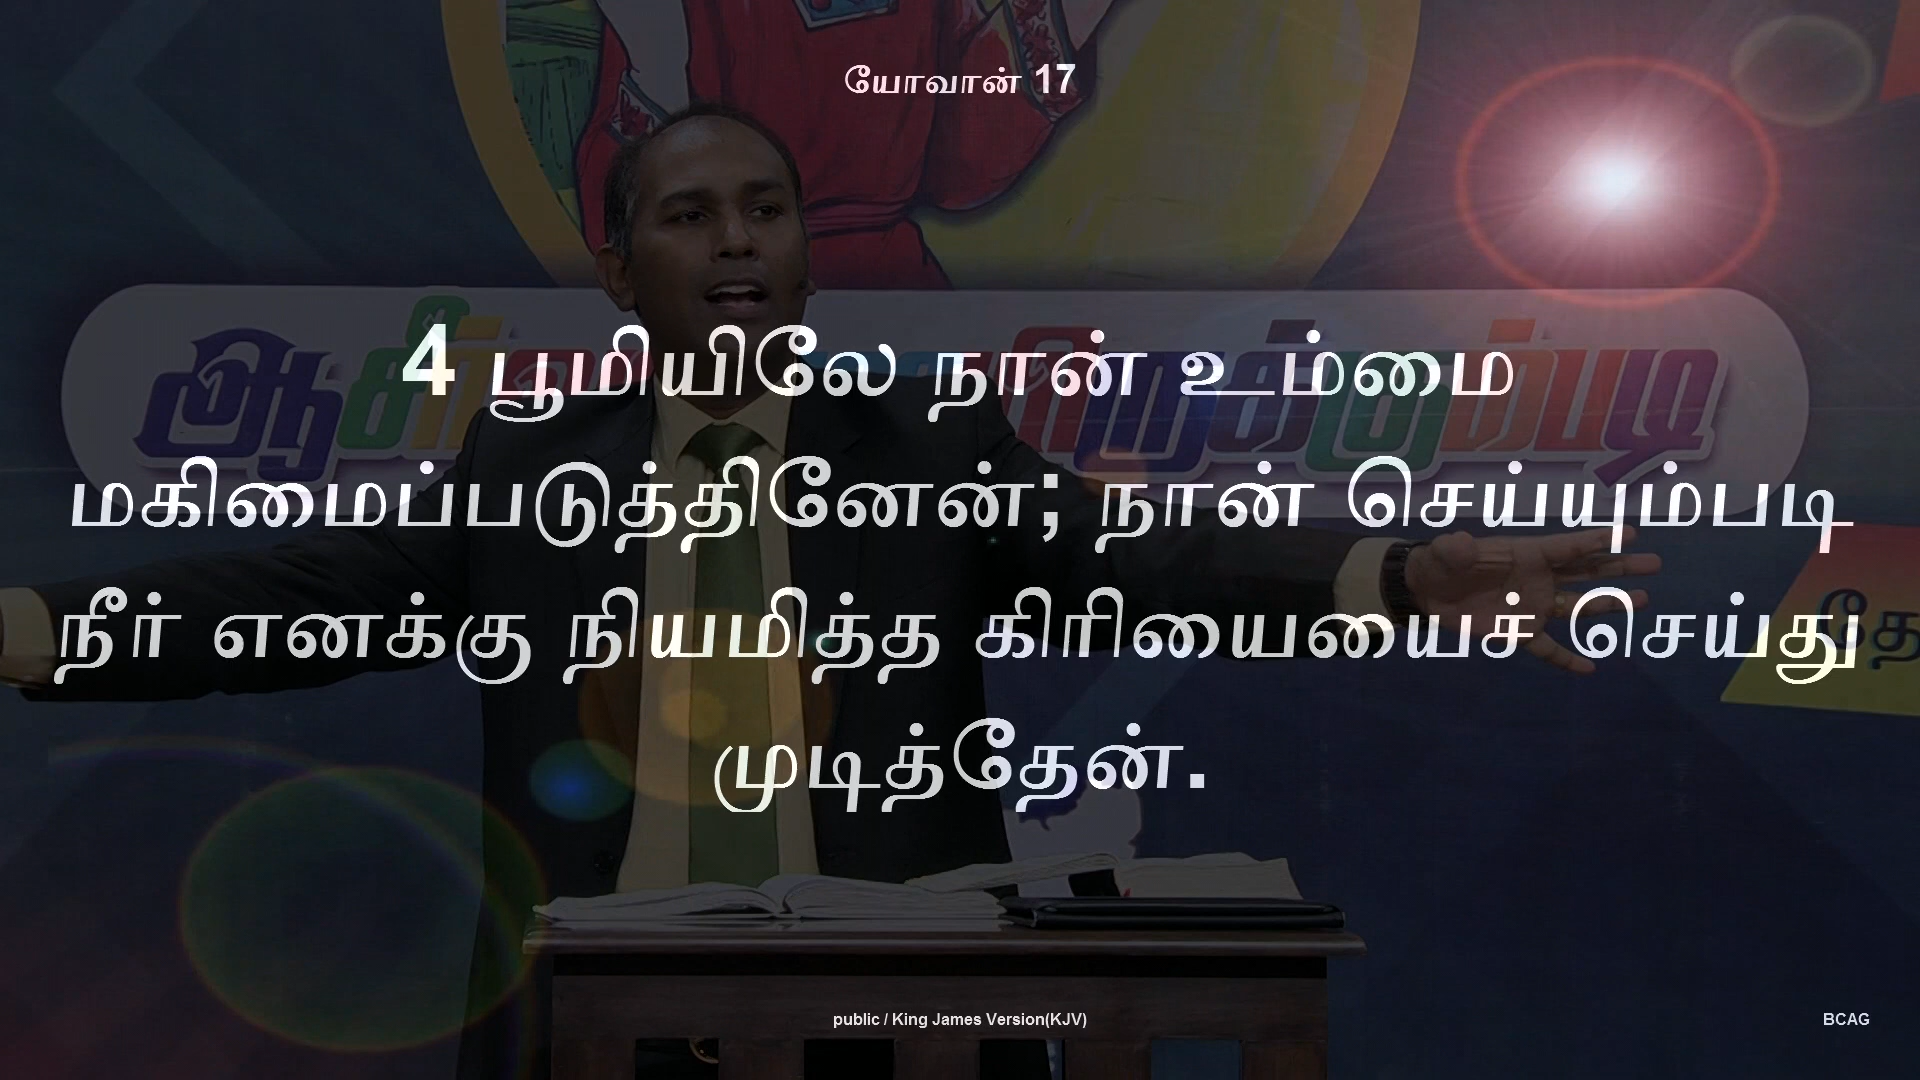 யோவான் 17
4 பூமியிலே நான் உம்மை
மகிமைப்படுத்தினேன்; நான் செய்யும்படி
நீர் எனக்கு நியமித்த கிரியையைச் செய்து
முடித்தேன்.
public / King James Version(KJV)
BCAG